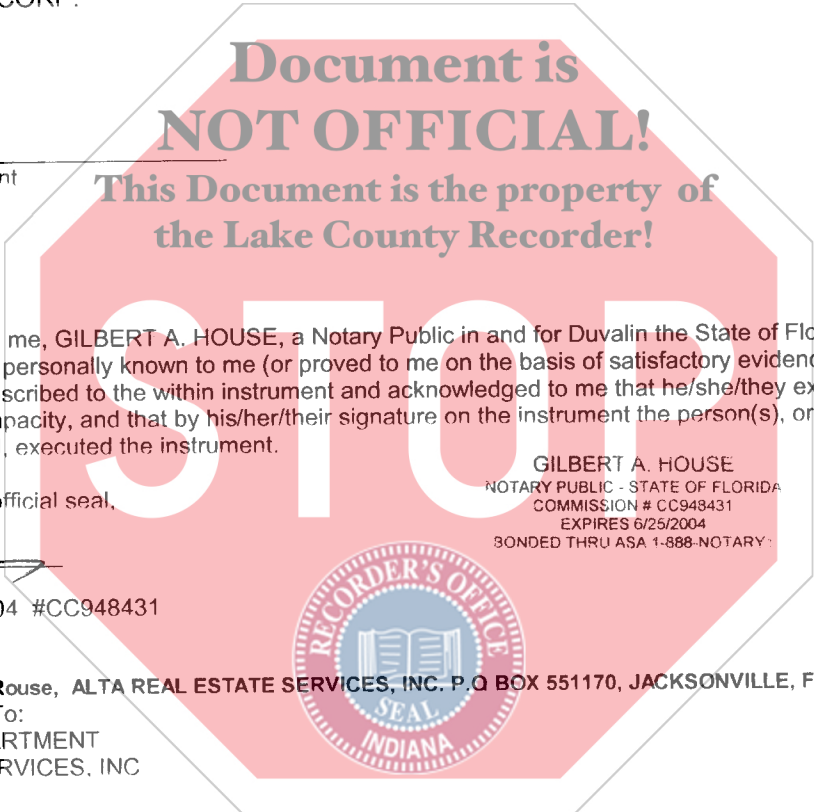 CORP.
Document is
NOT OFFICIAL!
This Document is the property of
the Lake County Recorder!
nt
STOP
me, GILBERT A. HOUSE, a Notary Public in and for Duvalin the State of Flo
personally known to me (or proved to me on the basis of satisfactory evidenc
scribed to the within instrument and acknowledged to me that he/she/they ex
apacity, and that by his/her/their signature on the instrument the person(s), or
, executed the instrument.
GILBERT A. HOUSE
NOTARY PUBLIC - STATE OF FLORIDA
COMMISSION # CC948431
EXPIRES 6/25/2004
BONDED THRU ASA 1-888-NOTARY
official seal,
04 #CC948431
RECORDER'S OFFICE
SEAL
INDIANA
Rouse, ALTA REAL ESTATE SERVICES, INC. P.O BOX 551170, JACKSONVILLE, F
To:
ARTMENT
RVICES, INC